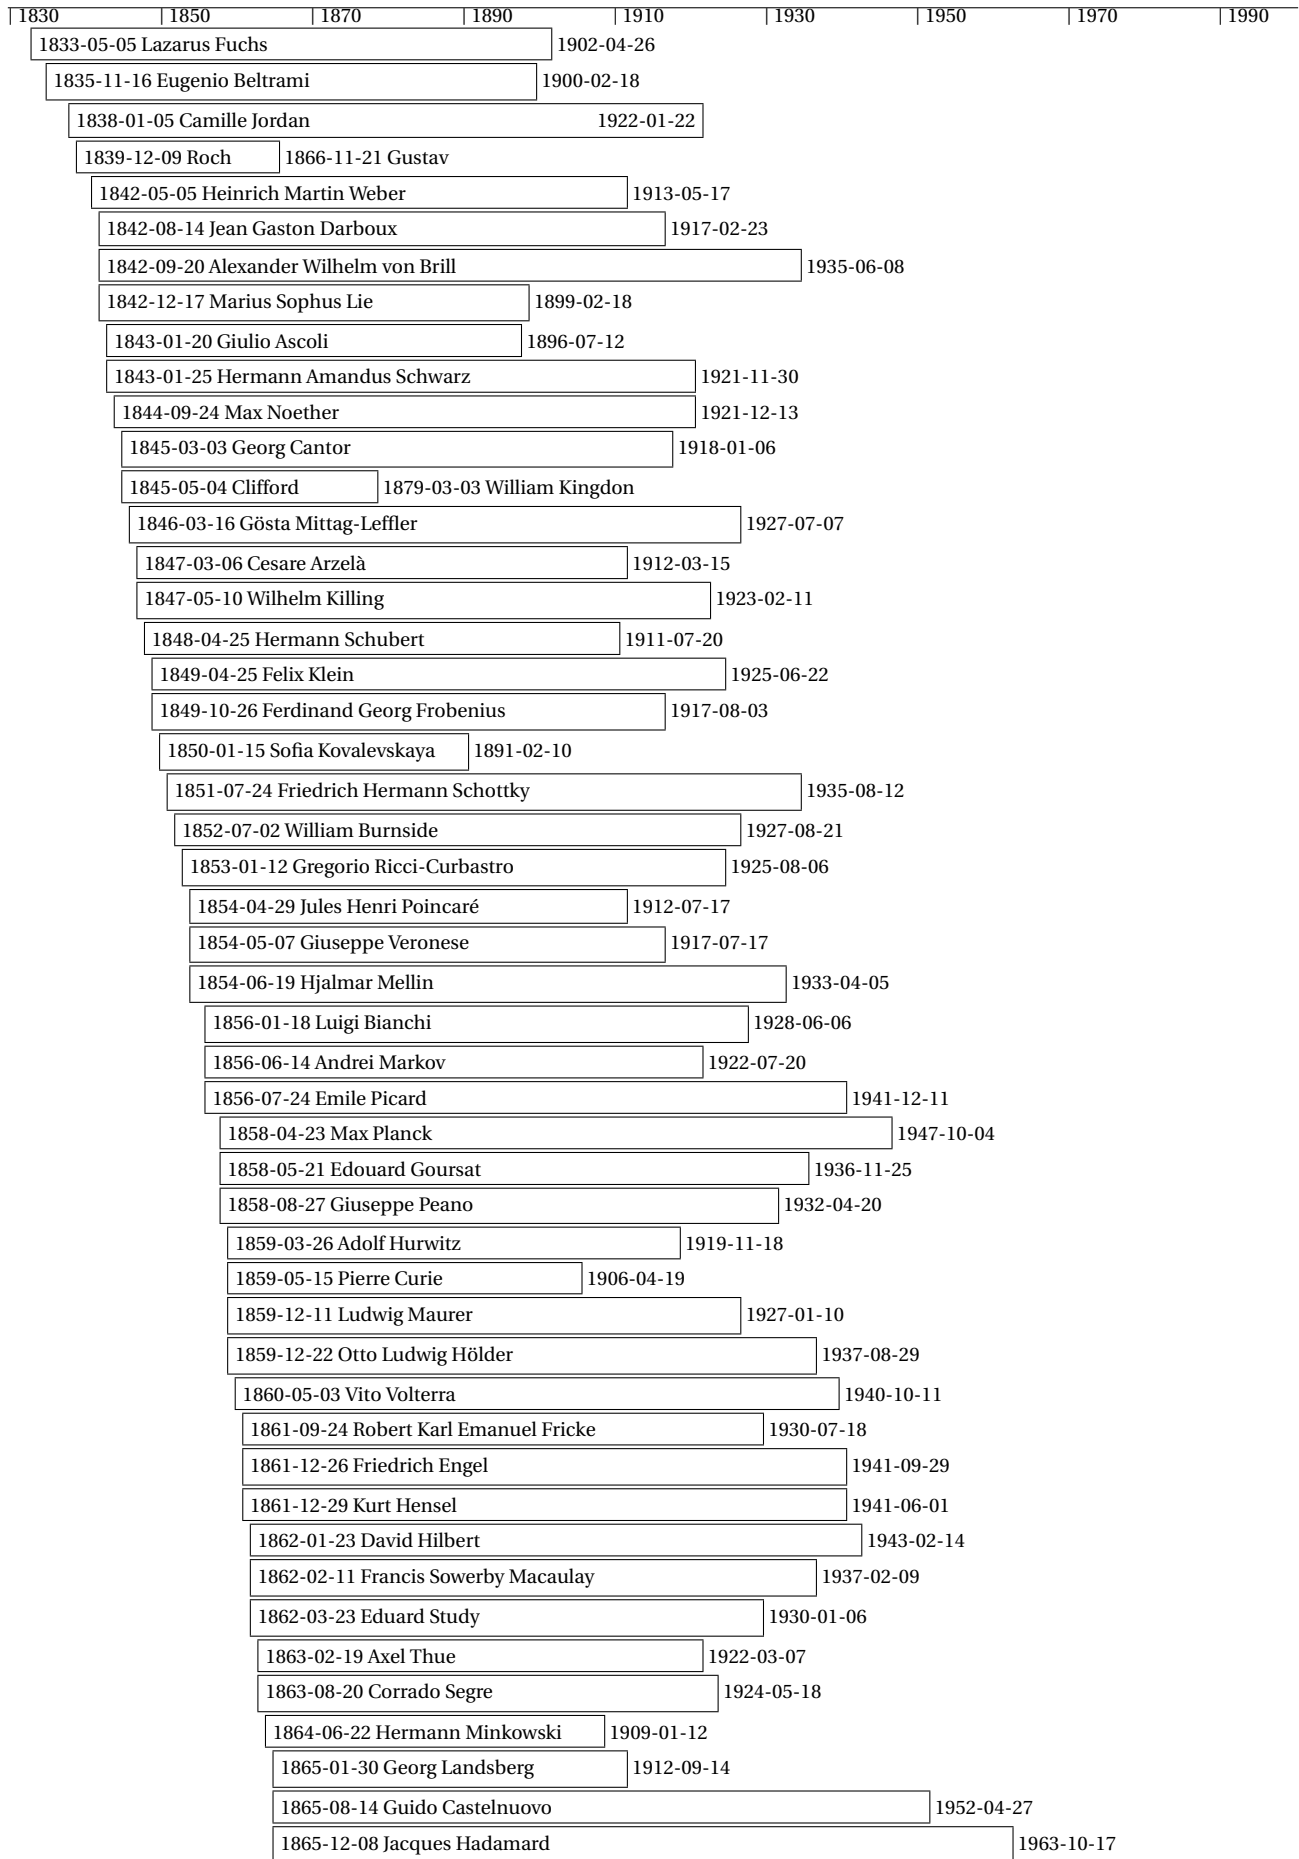 1830 1850 1870 1890 1910 1930 1950 1970 1990
1833-05-05 Lazarus Fuchs 1902-04-26
1835-11-16 Eugenio Beltrami 1900-02-18
1838-01-05 Camille Jordan 1922-01-22
1839-12-09 Roch 1866-11-21 Gustav
1842-05-05 Heinrich Martin Weber 1913-05-17
1842-08-14 Jean Gaston Darboux 1917-02-23
1842-09-20 Alexander Wilhelm von Brill 1935-06-08
1842-12-17 Marius Sophus Lie 1899-02-18
1843-01-20 Giulio Ascoli 1896-07-12
1843-01-25 Hermann Amandus Schwarz 1921-11-30
1844-09-24 Max Noether 1921-12-13
1845-03-03 Georg Cantor 1918-01-06
1845-05-04 Clifford 1879-03-03 William Kingdon
1846-03-16 Gösta Mittag-Leffler 1927-07-07
1847-03-06 Cesare Arzelà 1912-03-15
1847-05-10 Wilhelm Killing 1923-02-11
1848-04-25 Hermann Schubert 1911-07-20
1849-04-25 Felix Klein 1925-06-22
1849-10-26 Ferdinand Georg Frobenius 1917-08-03
1850-01-15 Sofia Kovalevskaya 1891-02-10
1851-07-24 Friedrich Hermann Schottky 1935-08-12
1852-07-02 William Burnside 1927-08-21
1853-01-12 Gregorio Ricci-Curbastro 1925-08-06
1854-04-29 Jules Henri Poincaré 1912-07-17
1854-05-07 Giuseppe Veronese 1917-07-17
1854-06-19 Hjalmar Mellin 1933-04-05
1856-01-18 Luigi Bianchi 1928-06-06
1856-06-14 Andrei Markov 1922-07-20
1856-07-24 Emile Picard 1941-12-11
1858-04-23 Max Planck 1947-10-04
1858-05-21 Edouard Goursat 1936-11-25
1858-08-27 Giuseppe Peano 1932-04-20
1859-03-26 Adolf Hurwitz 1919-11-18
1859-05-15 Pierre Curie 1906-04-19
1859-12-11 Ludwig Maurer 1927-01-10
1859-12-22 Otto Ludwig Hölder 1937-08-29
1860-05-03 Vito Volterra 1940-10-11
1861-09-24 Robert Karl Emanuel Fricke 1930-07-18
1861-12-26 Friedrich Engel 1941-09-29
1861-12-29 Kurt Hensel 1941-06-01
1862-01-23 David Hilbert 1943-02-14
1862-02-11 Francis Sowerby Macaulay 1937-02-09
1862-03-23 Eduard Study 1930-01-06
1863-02-19 Axel Thue 1922-03-07
1863-08-20 Corrado Segre 1924-05-18
1864-06-22 Hermann Minkowski 1909-01-12
1865-01-30 Georg Landsberg 1912-09-14
1865-08-14 Guido Castelnuovo 1952-04-27
1865-12-08 Jacques Hadamard 1963-10-17